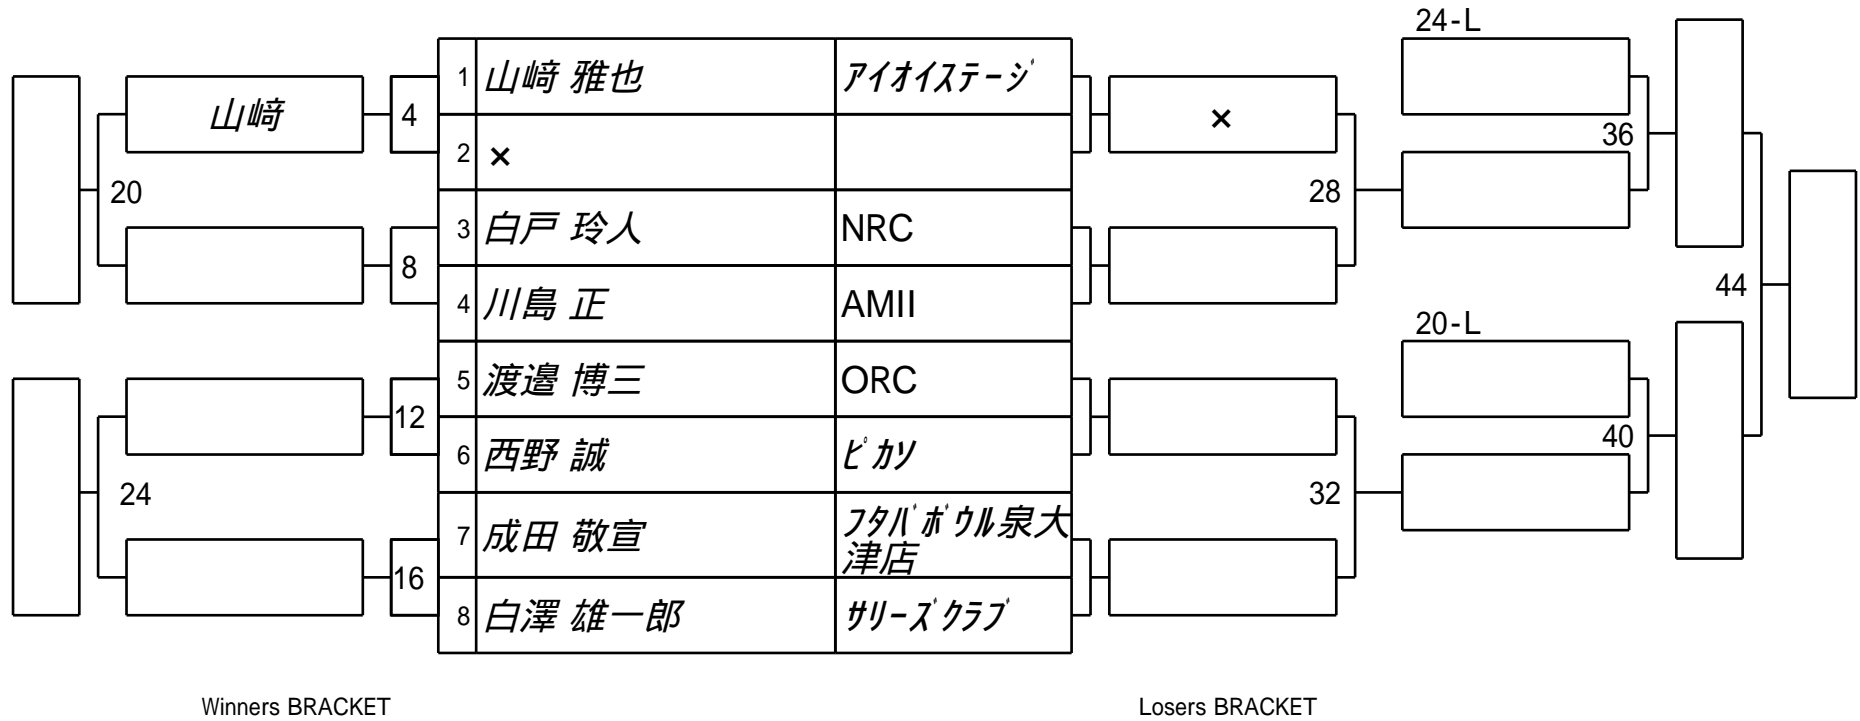 24-L
1 山﨑 雅也 アイオイステージ
山﨑 4 ×
36
2 ×
20 28
3 白戸 玲人 NRC
8
4 川島 正 AMII
44
20-L
5 渡邉 博三 ORC
12
40
6 西野 誠 ピカソ
24 32
7 成田 敬宣 フタバボウル泉大
津店
16
8 白澤 雄一郎 サリーズクラブ
Winners BRACKET Losers BRACKET